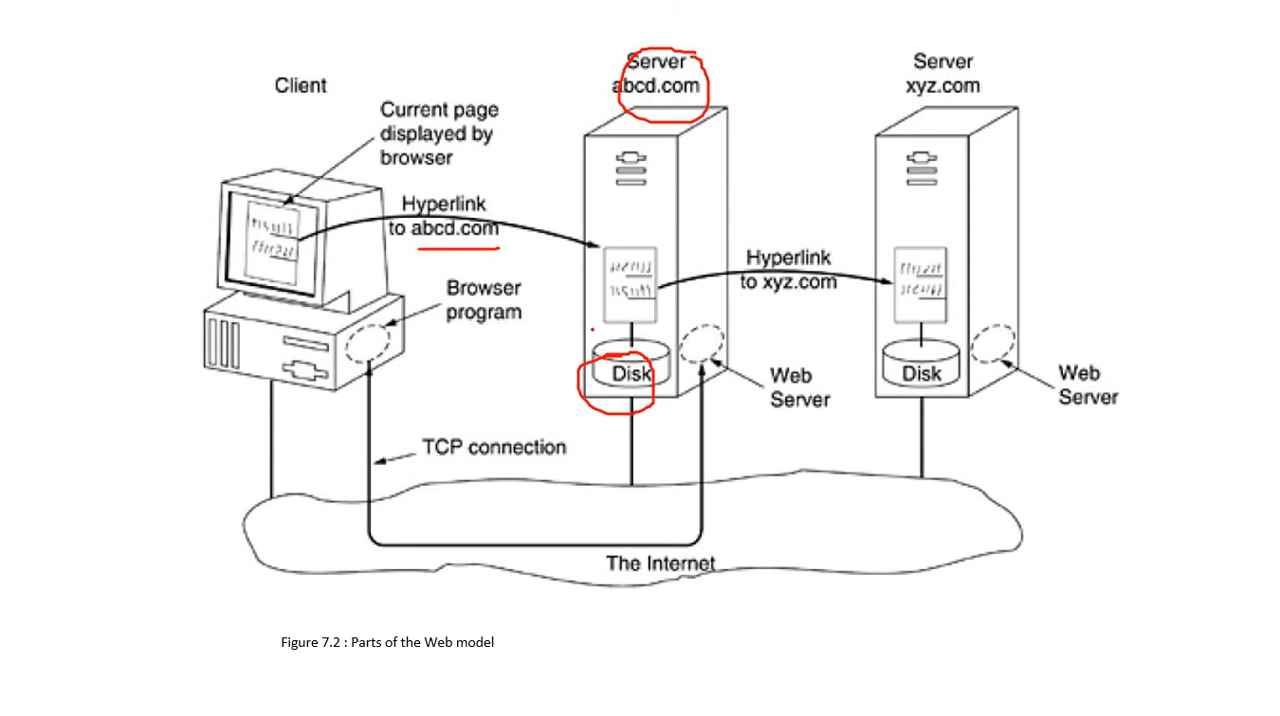 Client
Server
abcd.com
Server
xyz.com
Current page
displayed by
browser
Hyperlink
to abcd.com
Hyperlink
to xyz.com
Browser
program
Disk
Web
Server
Disk
Web
Server
TCP connection
The Internet
Figure 7.2 : Parts of the Web model